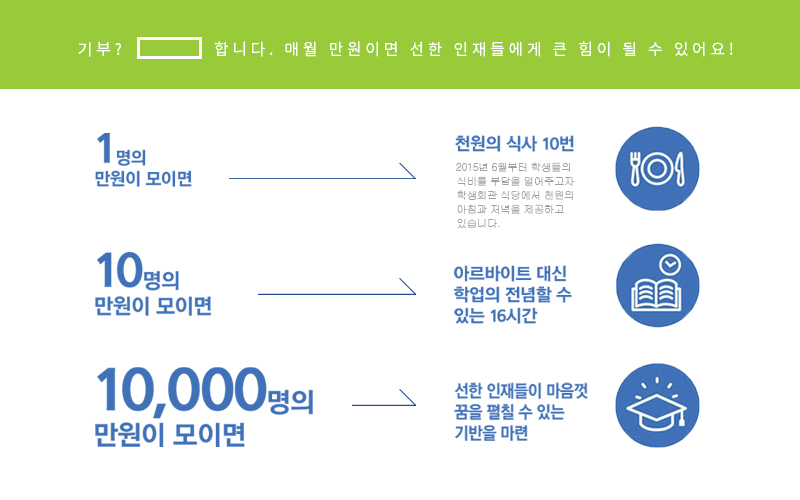 기부? 합니다. 매월 만원이면 선한 인재들에게 큰 힘이 될 수 있어요!
1명의
만원이 모이면
천원의 식사 10번
2015년 6월부터 학생들의
식비를 부담을 덜어주고자
학생회관 식당에서 천원의
아침과 저녁을 제공하고
있습니다.
10명의
만원이 모이면
아르바이트 대신
학업의 전념할 수
있는 16시간
10,000명의
만원이 모이면
선한 인재들이 마음껏
꿈을 펼칠 수 있는
기반을 마련